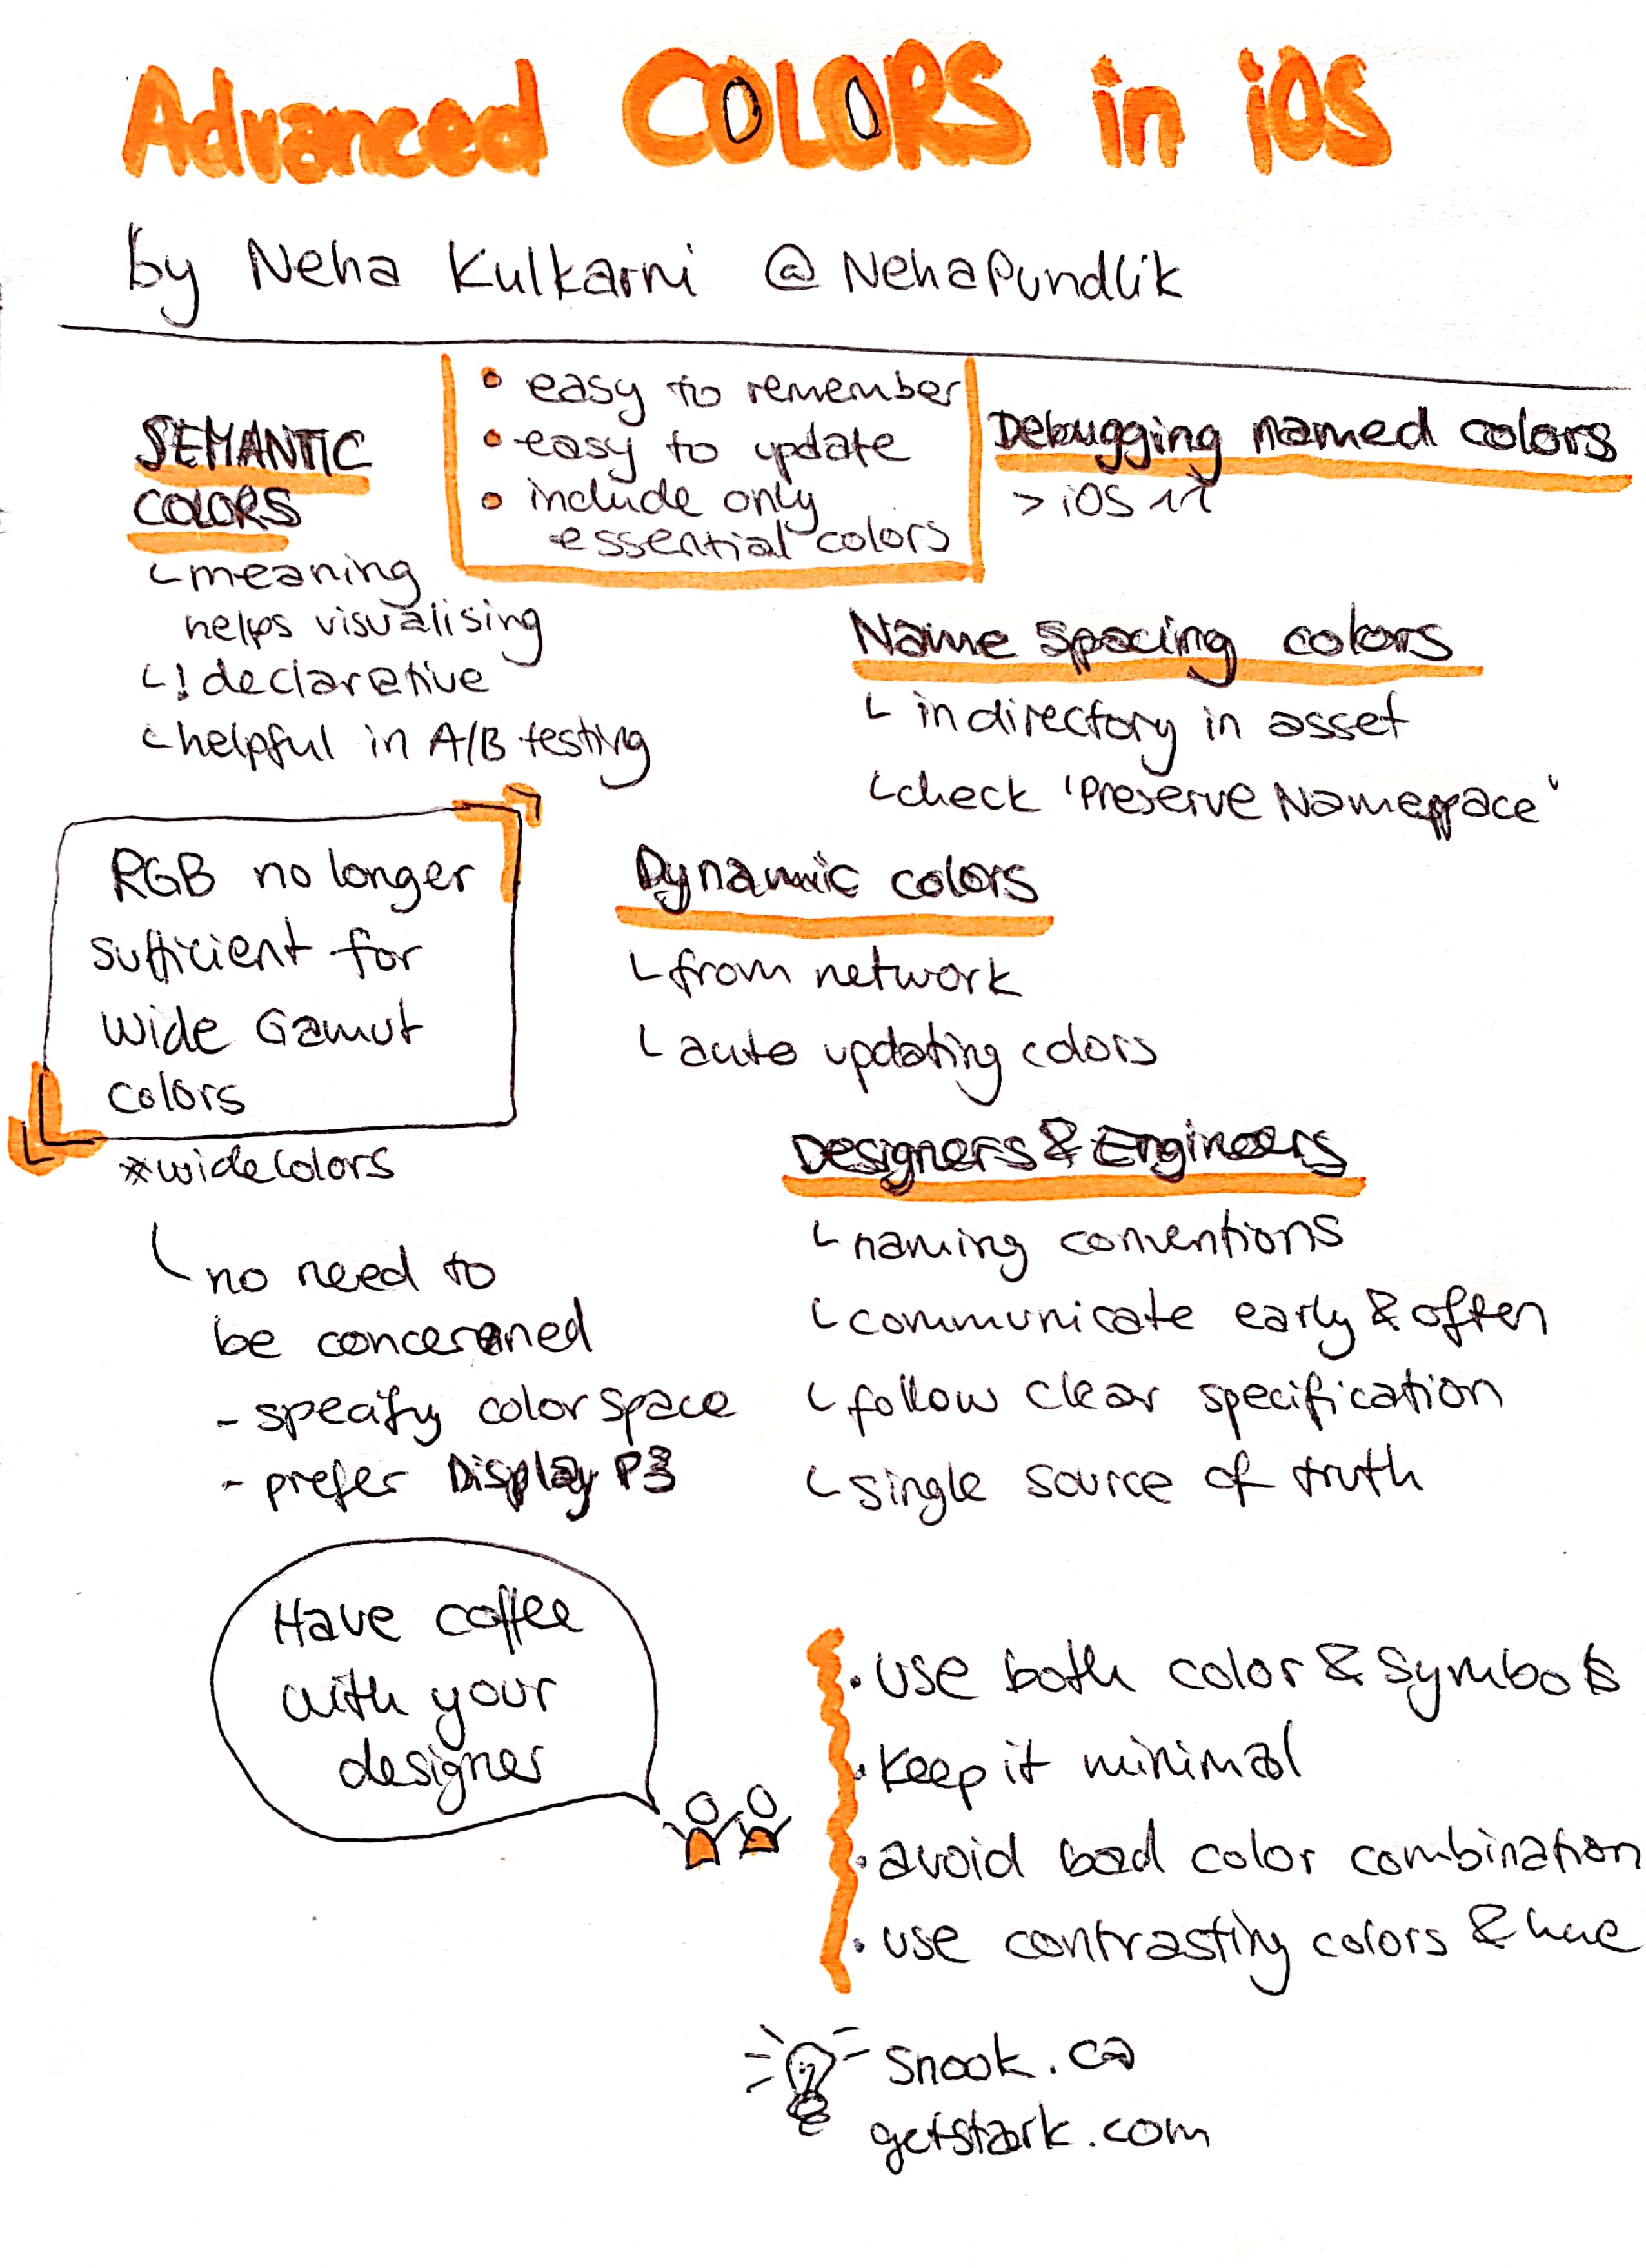 Advanced COLORS in iOS
by Neha Kulkarni @NehaPundlik
SEMANTIC
COLORS
└ meaning
helps visualising
└ ! declarative
└ helpful in A/B testing
• easy to remember
• easy to update
• include only
essential colors
Debugging named colors
> iOS 11
Name spacing colors
└ in directory in asset
└ check 'Preserve Namespace'
RGB no longer
sufficient for
Wide Gamut
colors
*widecolors
└ no need to
be concerened
- specify color space
- prefer Display P3
Dynamic colors
└ from network
└ auto updating colors
Designers & Engineers
└ naming conventions
└ communicate early & often
└ follow clear specification
└ single source of truth
Have coffee
with your
designer
• use both color & symbols
• Keep it minimal
• avoid bad color combination
• use contrasting colors & hue
snook.ca
getstark.com